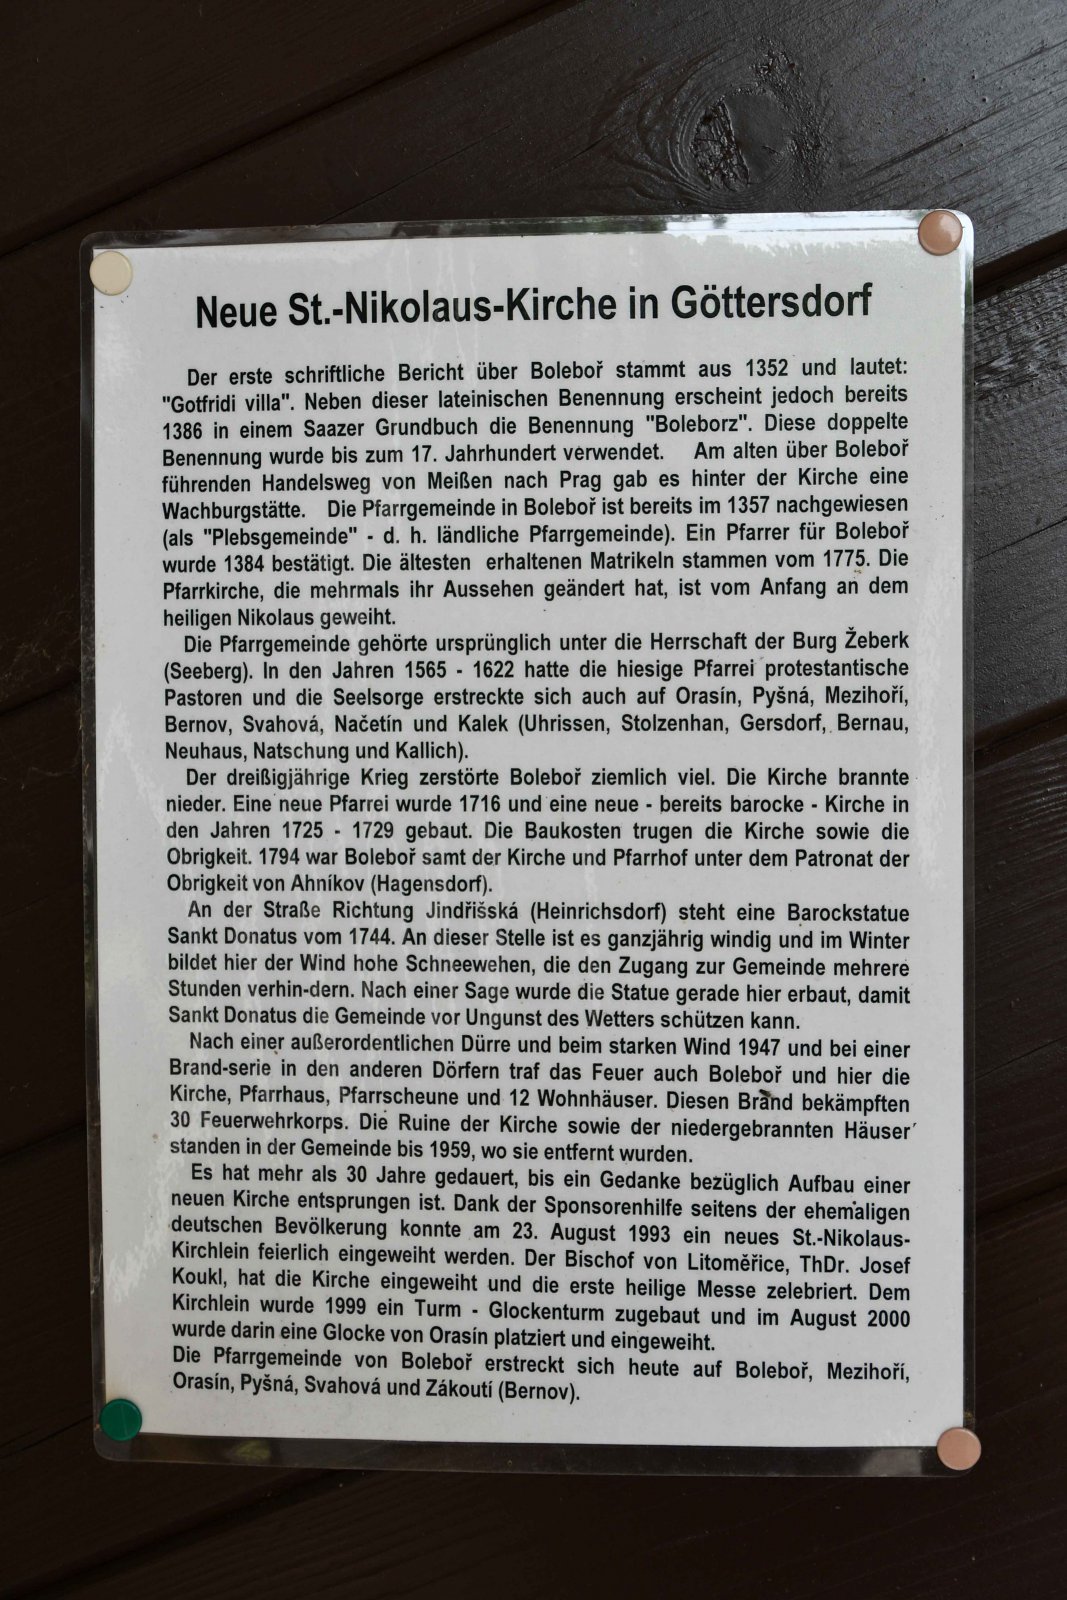 Neue St.-Nikolaus-Kirche in Göttersdorf
Der erste schriftliche Bericht über Boleboř stammt aus 1352 und lautet:
"Gotfridi villa". Neben dieser lateinischen Benennung erscheint jedoch bereits
1386 in einem Saazer Grundbuch die Benennung "Boleborz". Diese doppelte
Benennung wurde bis zum 17. Jahrhundert verwendet. Am alten über Boleboř
führenden Handelsweg von Meißen nach Prag gab es hinter der Kirche eine
Wachburgstätte. Die Pfarrgemeinde in Boleboř ist bereits im 1357 nachgewiesen
(als "Plebsgemeinde" - d. h. ländliche Pfarrgemeinde). Ein Pfarrer für Boleboř
wurde 1384 bestätigt. Die ältesten erhaltenen Matrikeln stammen vom 1775. Die
Pfarrkirche, die mehrmals ihr Aussehen geändert hat, ist vom Anfang an dem
heiligen Nikolaus geweiht.
Die Pfarrgemeinde gehörte ursprünglich unter die Herrschaft der Burg Žeberk
(Seeberg). In den Jahren 1565 - 1622 hatte die hiesige Pfarrei protestantische
Pastoren und die Seelsorge erstreckte sich auch auf Orasín, Pyšná, Mezihoří,
Bernov, Svahová, Načetín und Kalek (Uhrissen, Stolzenhan, Gersdorf, Bernau,
Neuhaus, Natschung und Kallich).
Der dreißigjährige Krieg zerstörte Boleboř ziemlich viel. Die Kirche brannte
nieder. Eine neue Pfarrei wurde 1716 und eine neue - bereits barocke - Kirche in
den Jahren 1725 - 1729 gebaut. Die Baukosten trugen die Kirche sowie die
Obrigkeit. 1794 war Boleboř samt der Kirche und Pfarrhof unter dem Patronat der
Obrigkeit von Ahníkov (Hagensdorf).
An der Straße Richtung Jindřišská (Heinrichsdorf) steht eine Barockstatue
Sankt Donatus vom 1744. An dieser Stelle ist es ganzjährig windig und im Winter
bildet hier der Wind hohe Schneewehen, die den Zugang zur Gemeinde mehrere
Stunden verhin-dern. Nach einer Sage wurde die Statue gerade hier erbaut, damit
Sankt Donatus die Gemeinde vor Ungunst des Wetters schützen kann.
Nach einer außerordentlichen Dürre und beim starken Wind 1947 und bei einer
Brand-serie in den anderen Dörfern traf das Feuer auch Boleboř und hier die
Kirche, Pfarrhaus, Pfarrscheune und 12 Wohnhäuser. Diesen Brand bekämpften
30 Feuerwehrkorps. Die Ruine der Kirche sowie der niedergebrannten Häuser
standen in der Gemeinde bis 1959, wo sie entfernt wurden.
Es hat mehr als 30 Jahre gedauert, bis ein Gedanke bezüglich Aufbau einer
neuen Kirche entsprungen ist. Dank der Sponsorenhilfe seitens der ehemaligen
deutschen Bevölkerung konnte am 23. August 1993 ein neues St.-Nikolaus-
Kirchlein feierlich eingeweiht werden. Der Bischof von Litoměřice, ThDr. Josef
Koukl, hat die Kirche eingeweiht und die erste heilige Messe zelebriert. Dem
Kirchlein wurde 1999 ein Turm - Glockenturm zugebaut und im August 2000
wurde darin eine Glocke von Orasín platziert und eingeweiht.
Die Pfarrgemeinde von Boleboř erstreckt sich heute auf Boleboř, Mezihoří,
Orasín, Pyšná, Svahová und Zákoutí (Bernov).